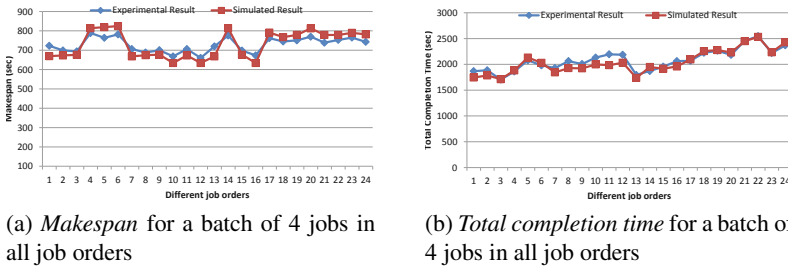 Experimental Result
Simulated Result
900
800
700
600
500
400
300
200
100
Makespan (sec)
1 2 3 4 5 6 7 8 9 10 11 12 13 14 15 16 17 18 19 20 21 22 23 24
Different job orders
(a) Makespan for a batch of 4 jobs in
all job orders
Experimental Result
Simulated Result
3000
2500
2000
1500
1000
500
0
Total Completion Time (sec)
1 2 3 4 5 6 7 8 9 10 11 12 13 14 15 16 17 18 19 20 21 22 23 24
Different job orders
(b) Total completion time for a batch of
4 jobs in all job orders